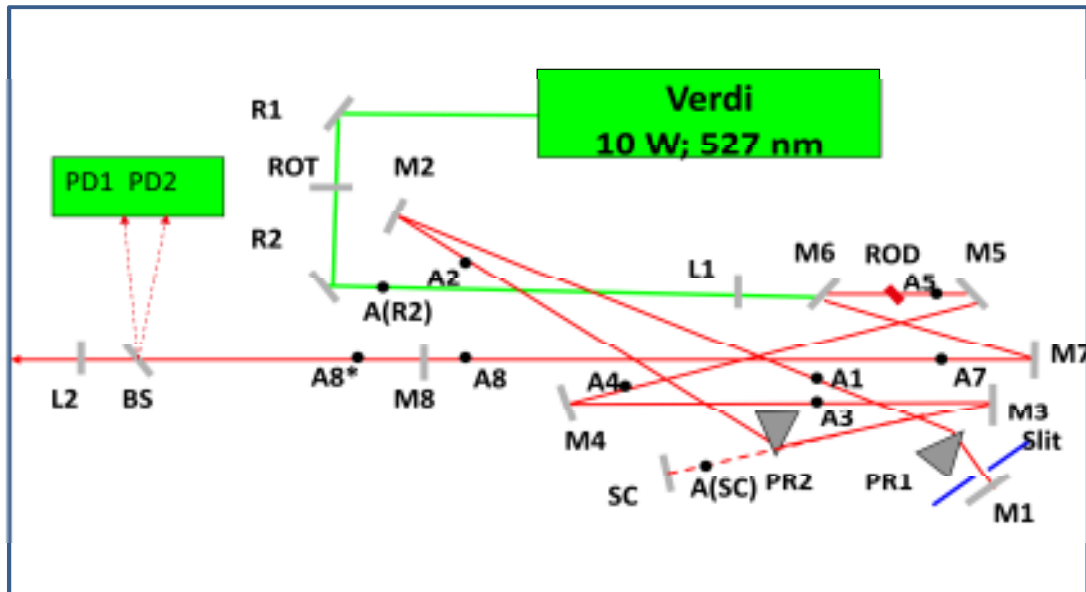 Verdi
10 W; 527 nm
R1
ROT
M2
PD1 PD2
R2
A2
L1
M6
ROD
M5
A5
A(R2)
M7
L2
BS
A8*
M8
A8
A4
A1
A7
A3
M3
M4
Slit
SC
A(SC)
PR2
PR1
M1